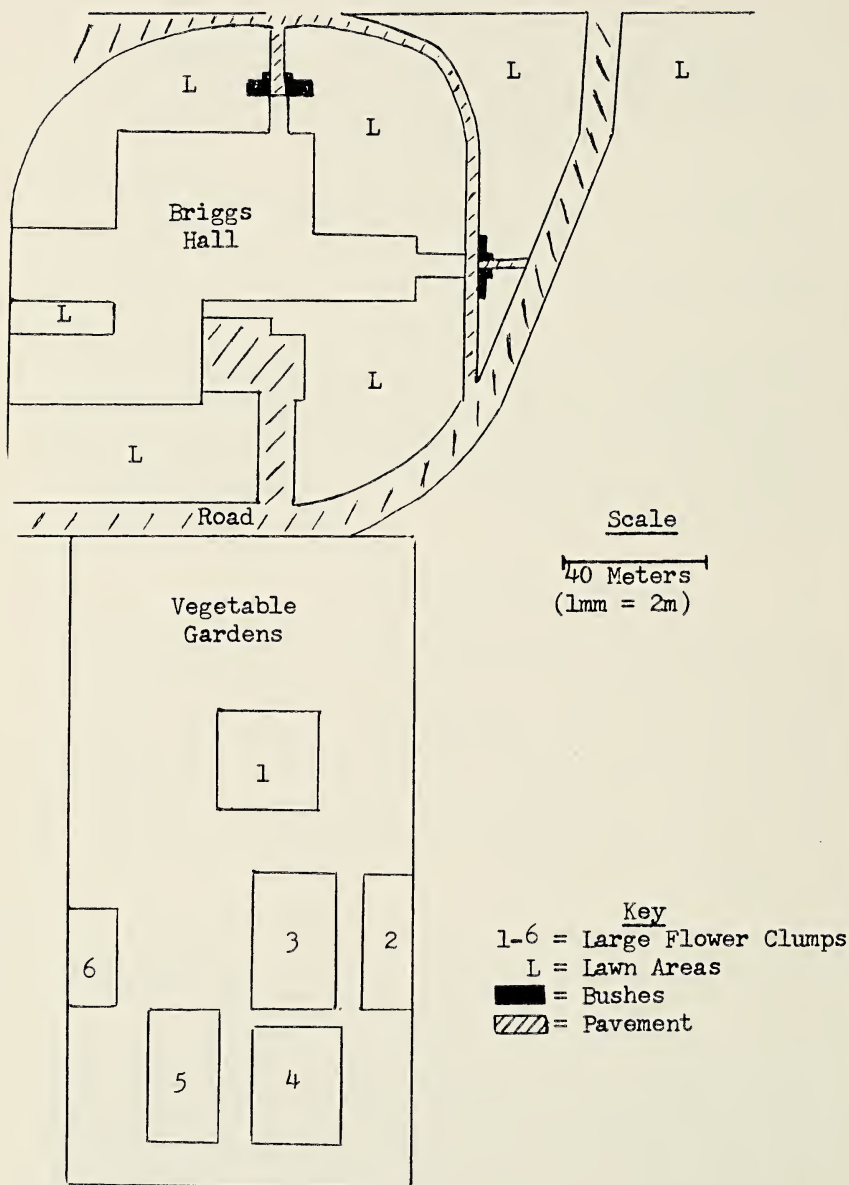 L
L
L
L
Briggs
Hall
L
L
L
Road
Scale
40 Meters
(1mm = 2m)
Vegetable
Gardens
1
3
2
6
5
4
Key
1-6 = Large Flower Clumps
L = Lawn Areas
= Bushes
= Pavement